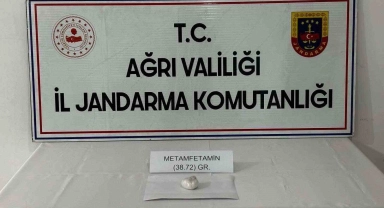 T.C.
AĞRI VALİLİĞİ
İL JANDARMA KOMUTANLIĞI
METAMFETAMİN
(38.72) GR.